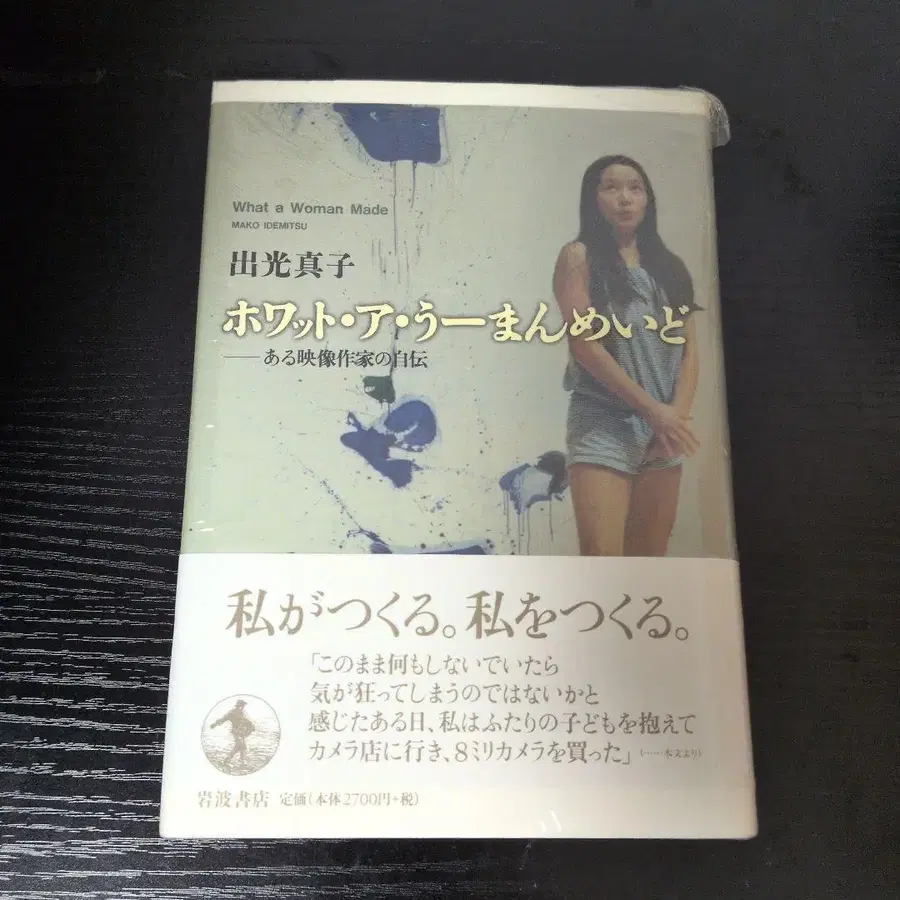 What a Woman Made
MAKO IDEMITSU
出光真子
ホワット・ア・うーまんめいど
——ある映像作家の自伝
私がつくる。私をつくる。
「このまま何もしないでいたら
気が狂ってしまうのではないかと
感じたある日、私はふたりの子どもを抱えて
カメラ店に行き、8ミリカメラを買った」(……本文より)
岩波書店 定価(本体2700円+税)